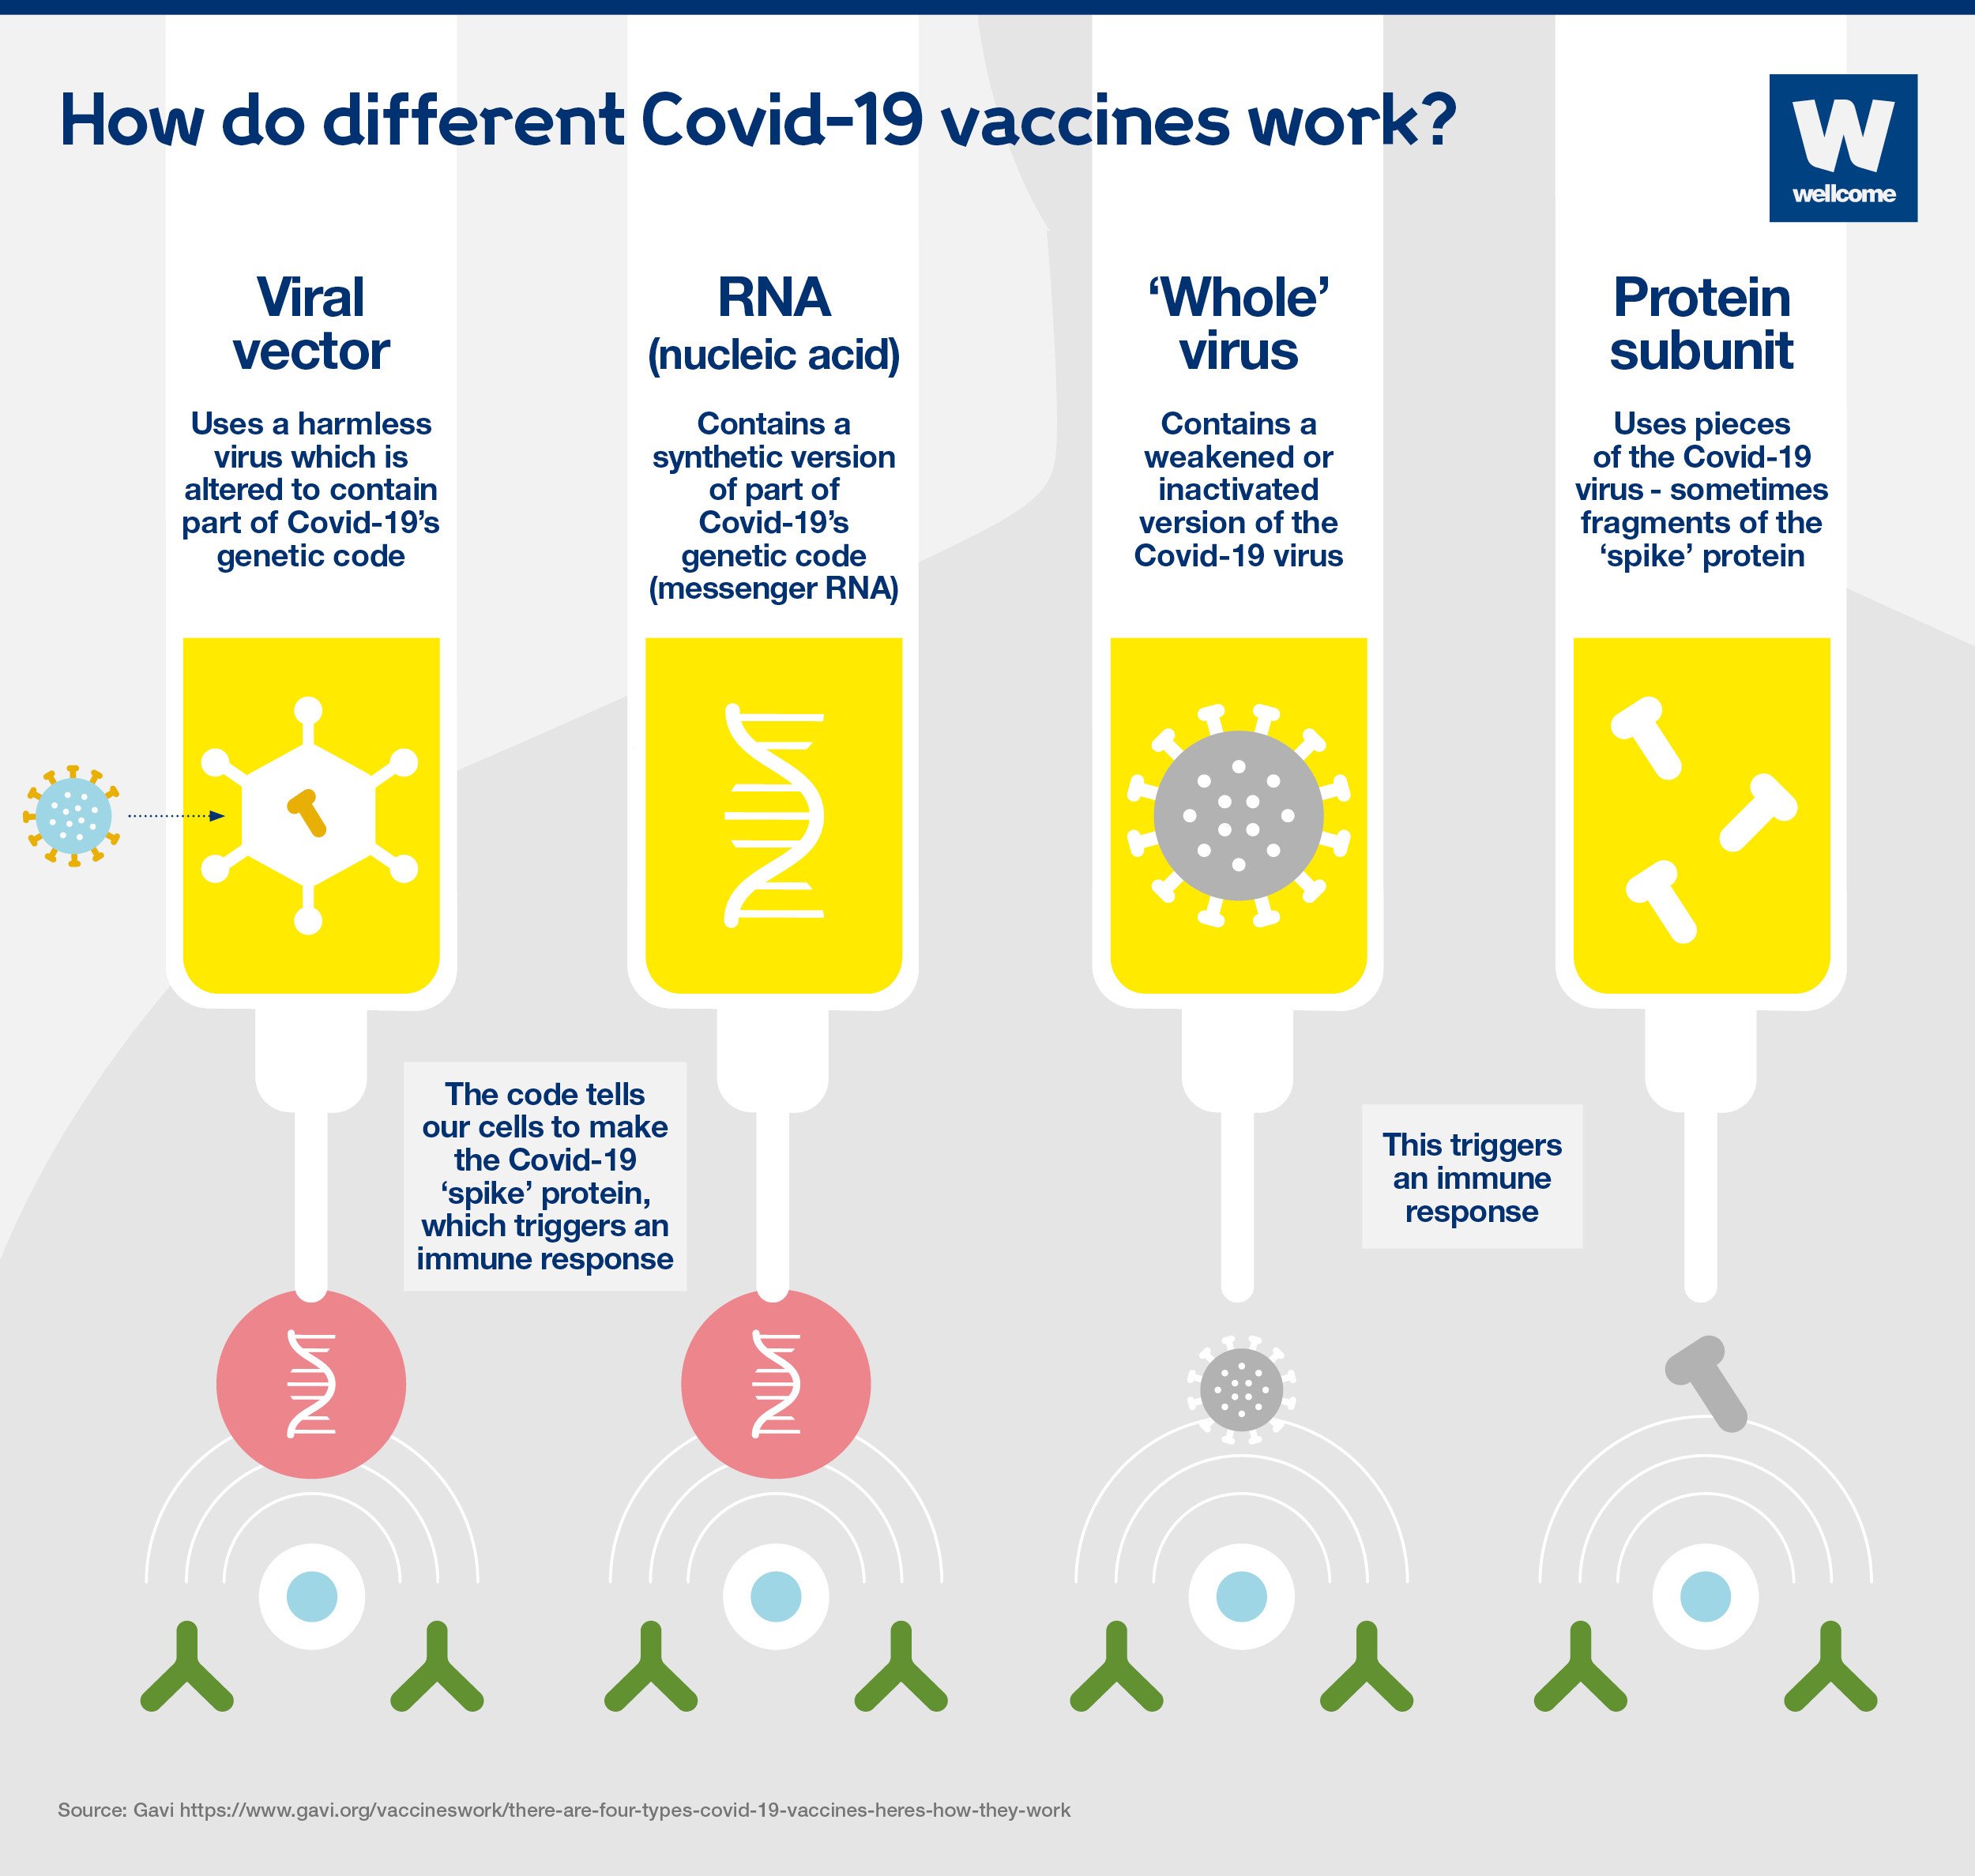 How do different Covid-19 vaccines work?
W
wellcome
Viral
vector
Uses a harmless
virus which is
altered to contain
part of Covid-19’s
genetic code
RNA
(nucleic acid)
Contains a
synthetic version
of part of
Covid-19’s
genetic code
(messenger RNA)
‘Whole’
virus
Contains a
weakened or
inactivated
version of the
Covid-19 virus
Protein
subunit
Uses pieces
of the Covid-19
virus - sometimes
fragments of the
‘spike’ protein
The code tells
our cells to make
the Covid-19
‘spike’ protein,
which triggers an
immune response
This triggers
an immune
response
Source: Gavi https://www.gavi.org/vaccineswork/there-are-four-types-covid-19-vaccines-heres-how-they-work